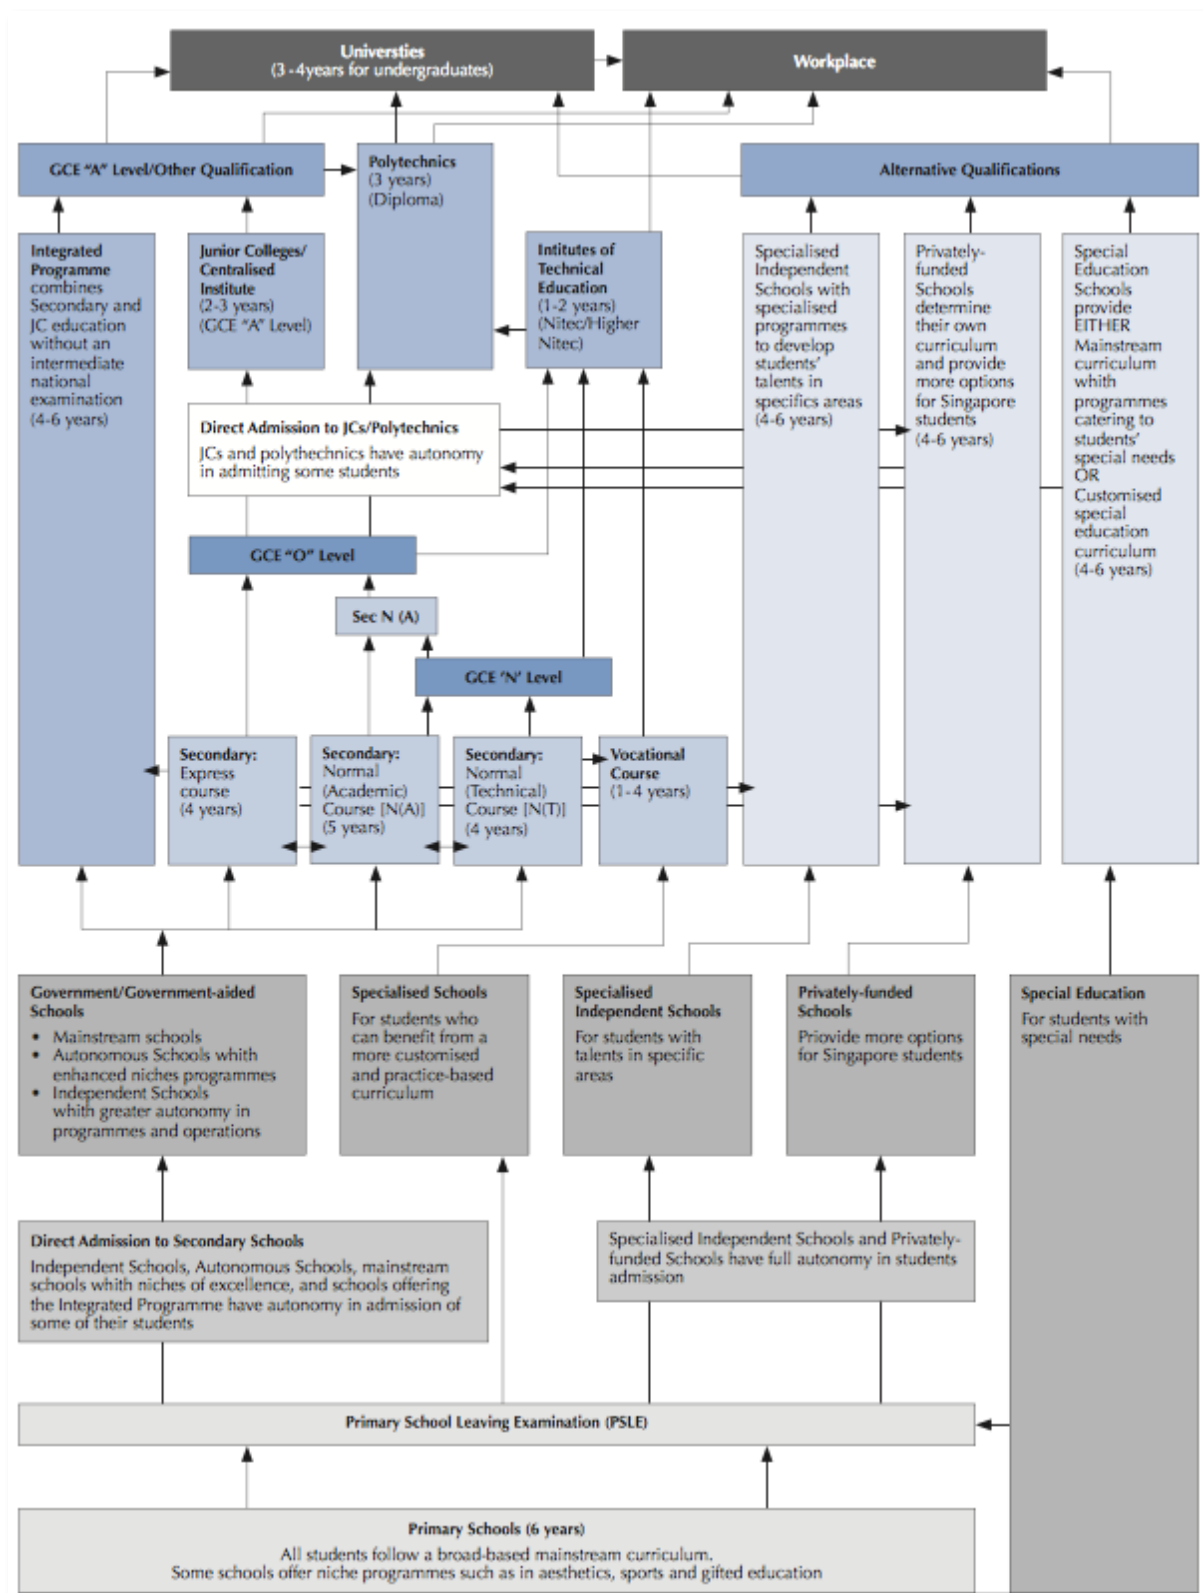 Universties
(3 -4years for undergraduates)
Workplace
GCE “A” Level/Other Qualification
Polytechnics
(3 years)
(Diploma)
Alternative Qualifications
Integrated
Programme
combines
Secondary and
JC education
without an
intermediate
national
examination
(4-6 years)
Junior Colleges/
Centralised
Institute
(2-3 years)
(GCE “A” Level)
Intitutes of
Technical
Education
(1-2 years)
(Nitec/Higher
Nitec)
Specialised
Independent
Schools with
specialised
programmes
to develop
students’
talents in
specifics areas
(4-6 years)
Privately-
funded
Schools
determine
their own
curriculum
and provide
more options
for Singapore
students
(4-6 years)
Special
Education
Schools
provide
EITHER
Mainstream
curriculum
whith
programmes
catering to
students’
special needs
OR
Customised
special
education
curriculum
(4-6 years)
Direct Admission to JCs/Polytechnics
JCs and polythechnics have autonomy
in admitting some students
GCE “O” Level
Sec N (A)
GCE ‘N’ Level
Secondary:
Express
course
(4 years)
Secondary:
Normal
(Academic)
Course [N(A)]
(5 years)
Secondary:
Normal
(Technical)
Course [N(T)]
(4 years)
Vocational
Course
(1-4 years)
Government/Government-aided
Schools
• Mainstream schools
• Autonomous Schools whith
enhanced niches programmes
• Independent Schools
whith greater autonomy in
programmes and operations
Specialised Schools
For students who
can benefit from a
more customised
and practice-based
curriculum
Specialised
Independent Schools
For students with
talents in specific
areas
Privately-funded
Schools
Priovide more options
for Singapore students
Special Education
For students with
special needs
Direct Admission to Secondary Schools
Independent Schools, Autonomous Schools, mainstream
schools whith niches of excellence, and schools offering
the Integrated Programme have autonomy in admission of
some of their students
Specialised Independent Schools and Privately-
funded Schools have full autonomy in students
admission
Primary School Leaving Examination (PSLE)
Primary Schools (6 years)
All students follow a broad-based mainstream curriculum.
Some schools offer niche programmes such as in aesthetics, sports and gifted education